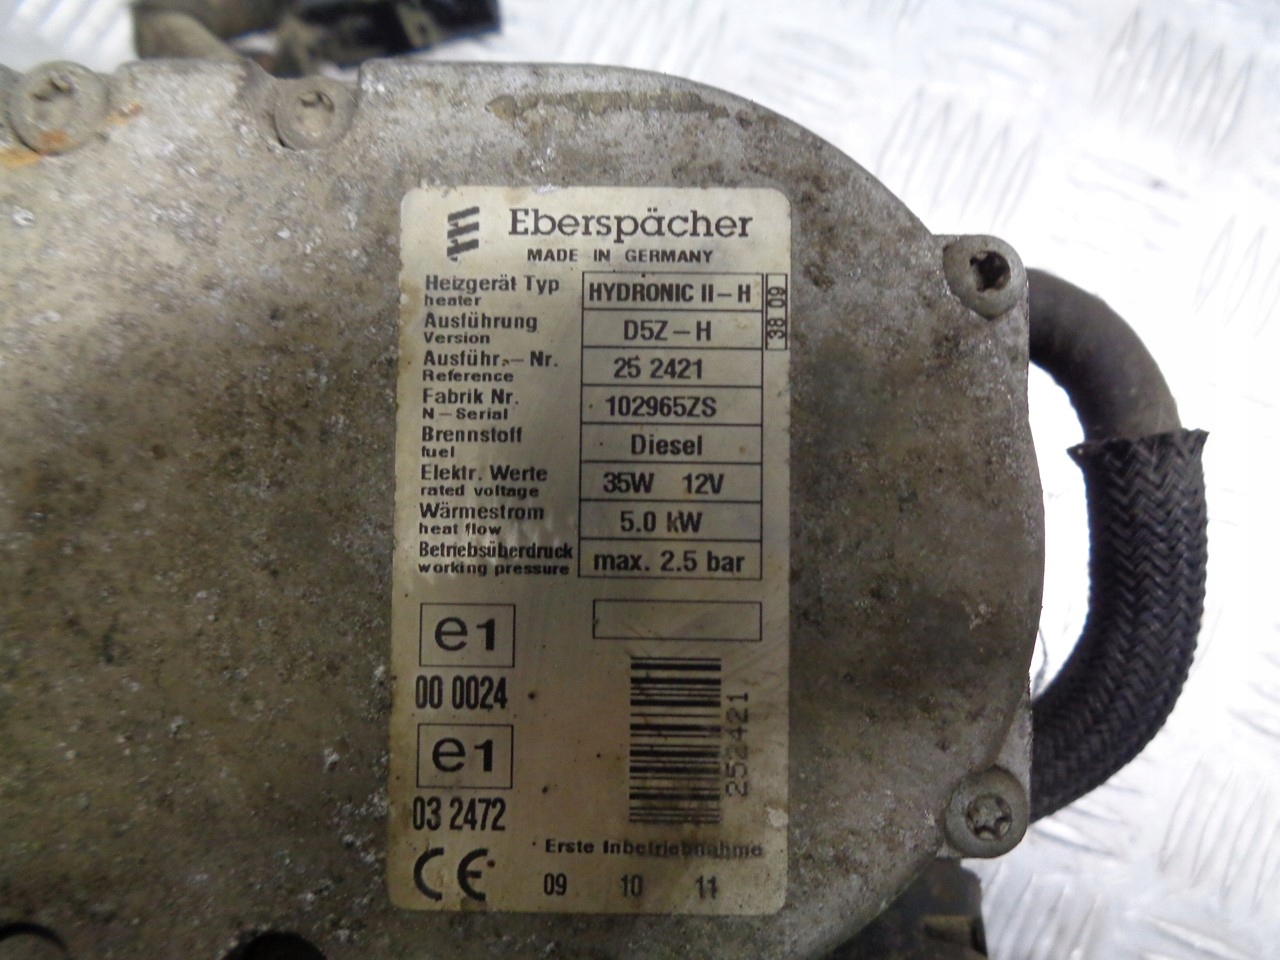 Eberspächer
MADE IN GERMANY
Heizgerät Typ HYDRONIC II-H
heater
38 09
Ausführung D5Z-H
Version
Ausführ.-Nr. 25 2421
Reference
Fabrik Nr. 102965ZS
N-Serial
Brennstoff Diesel
fuel
Elektr. Werte 35W 12V
rated voltage
Wärmestrom 5.0 kW
heat flow
Betriebsüberdruck max. 2.5 bar
working pressure
e1
00 0024
e1
03 2472
252421
Erste Inbetriebnahme
CE 09 10 11